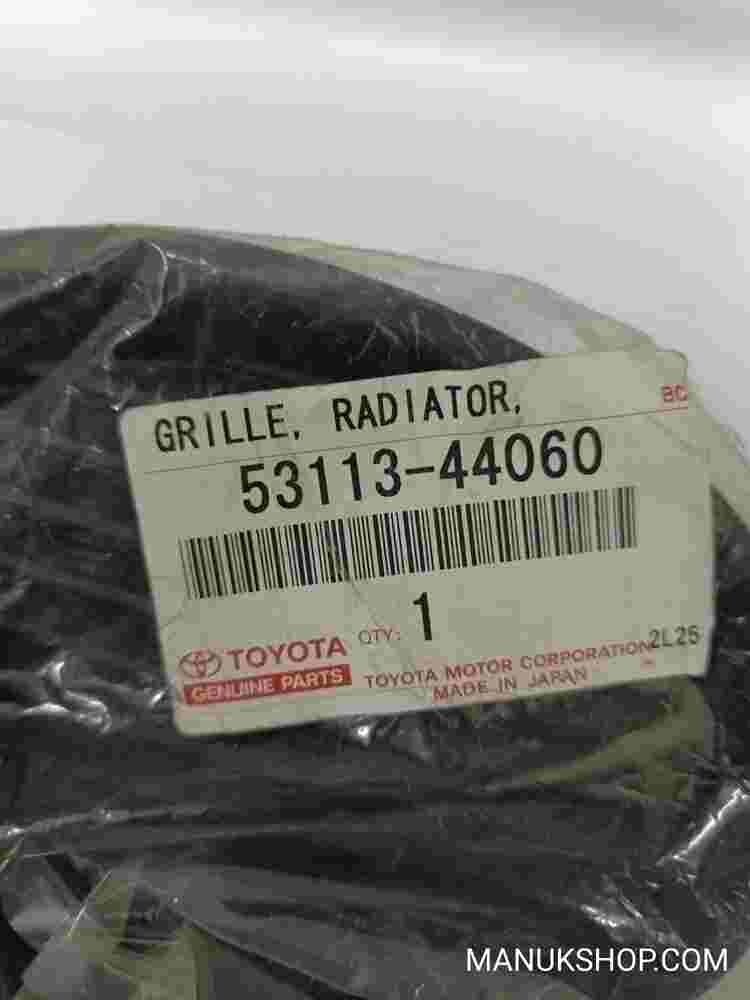 GRILLE, RADIATOR,
BC
53113-44060
QTY: 1
2L25
TOYOTA
GENUINE PARTS
TOYOTA MOTOR CORPORATION
MADE IN JAPAN
MANUKSHOP.COM